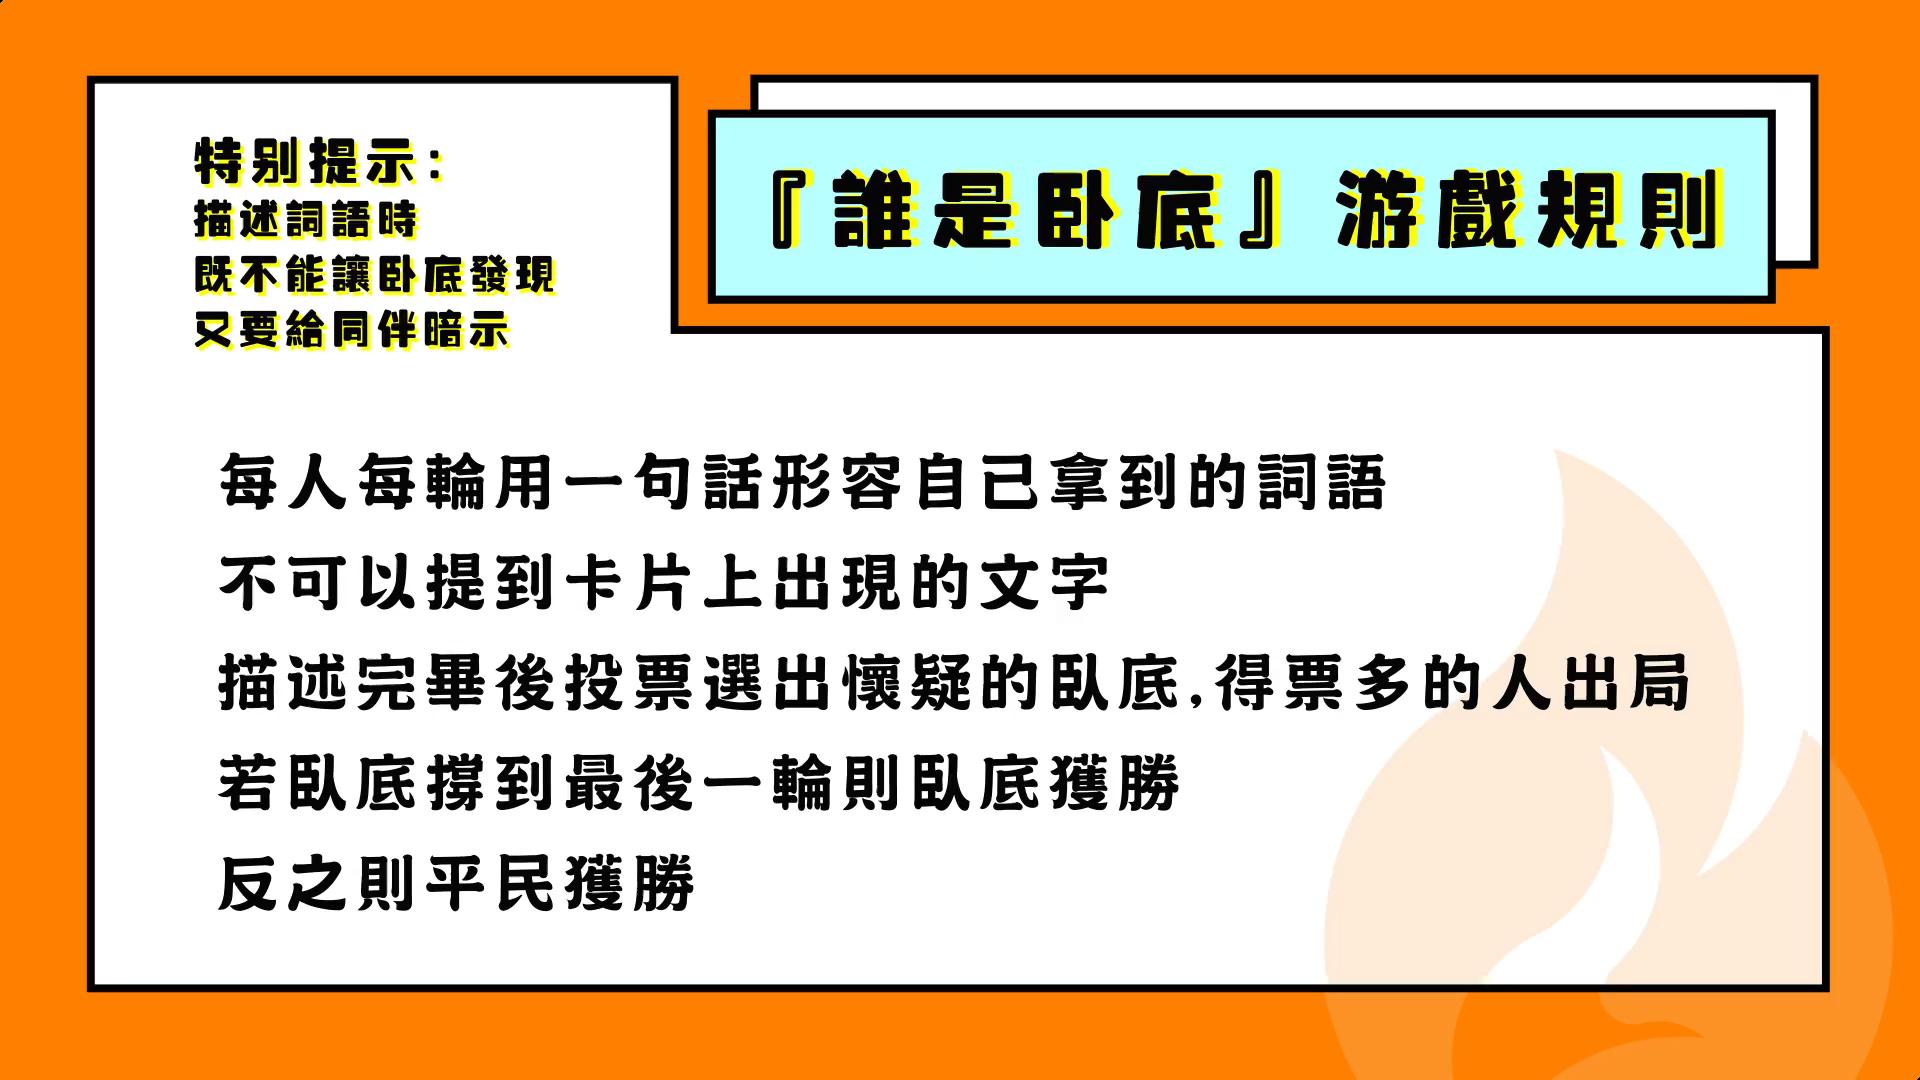 特别提示:
描述詞語時
既不能讓卧底發現
又要給同伴暗示
『誰是卧底』游戲規則
每人每輪用一句話形容自己拿到的詞語
不可以提到卡片上出現的文字
描述完畢後投票選出懷疑的臥底,得票多的人出局
若臥底撐到最後一輪則臥底獲勝
反之則平民獲勝